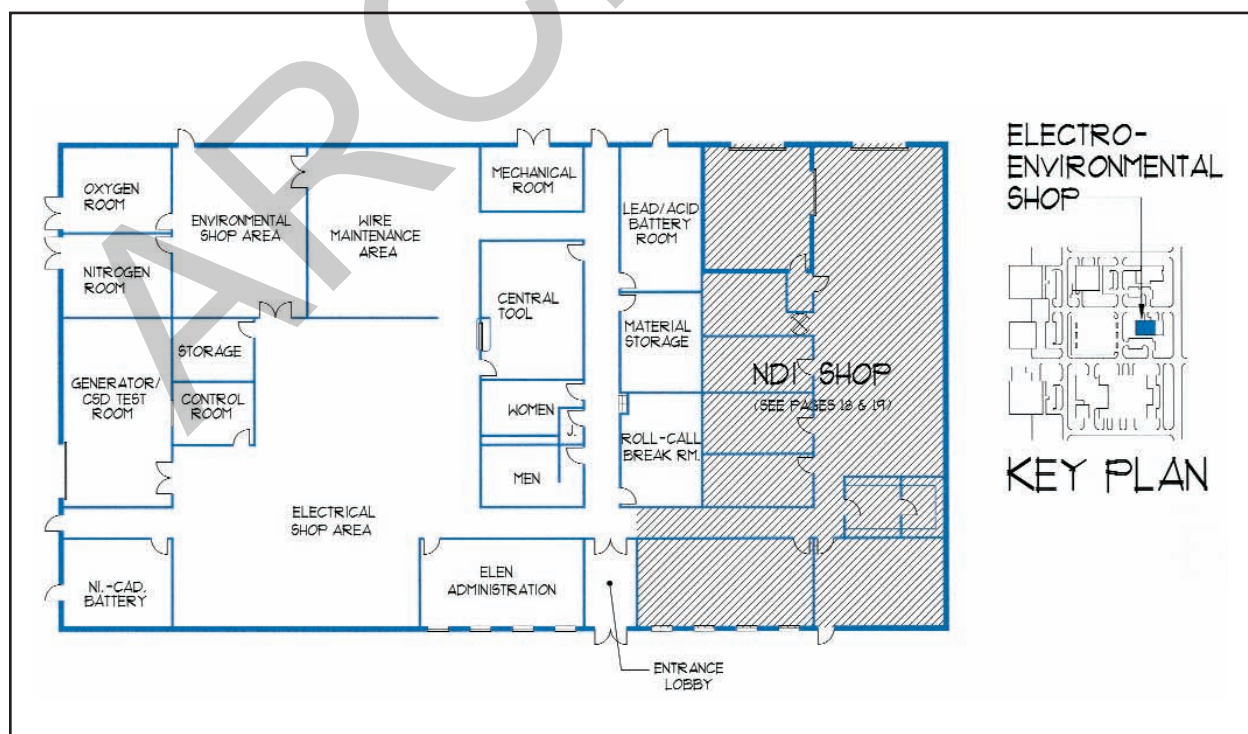 ARC
OXYGEN
ROOM
NITROGEN
ROOM
GENERATOR/
CSD TEST
ROOM
NI.-CAD.
BATTERY
ENVIRONMENTAL
SHOP AREA
STORAGE
CONTROL
ROOM
WIRE
MAINTENANCE
AREA
ELECTRICAL
SHOP AREA
MECHANICAL
ROOM
CENTRAL
TOOL
WOMEN
J.
MEN
ELEN
ADMINISTRATION
LEAD/ACID
BATTERY
ROOM
MATERIAL
STORAGE
ROLL-CALL
BREAK RM.
NDI SHOP
(SEE PAGES 18 & 19)
ENTRANCE
LOBBY
ELECTRO-
ENVIRONMENTAL
SHOP
KEY PLAN